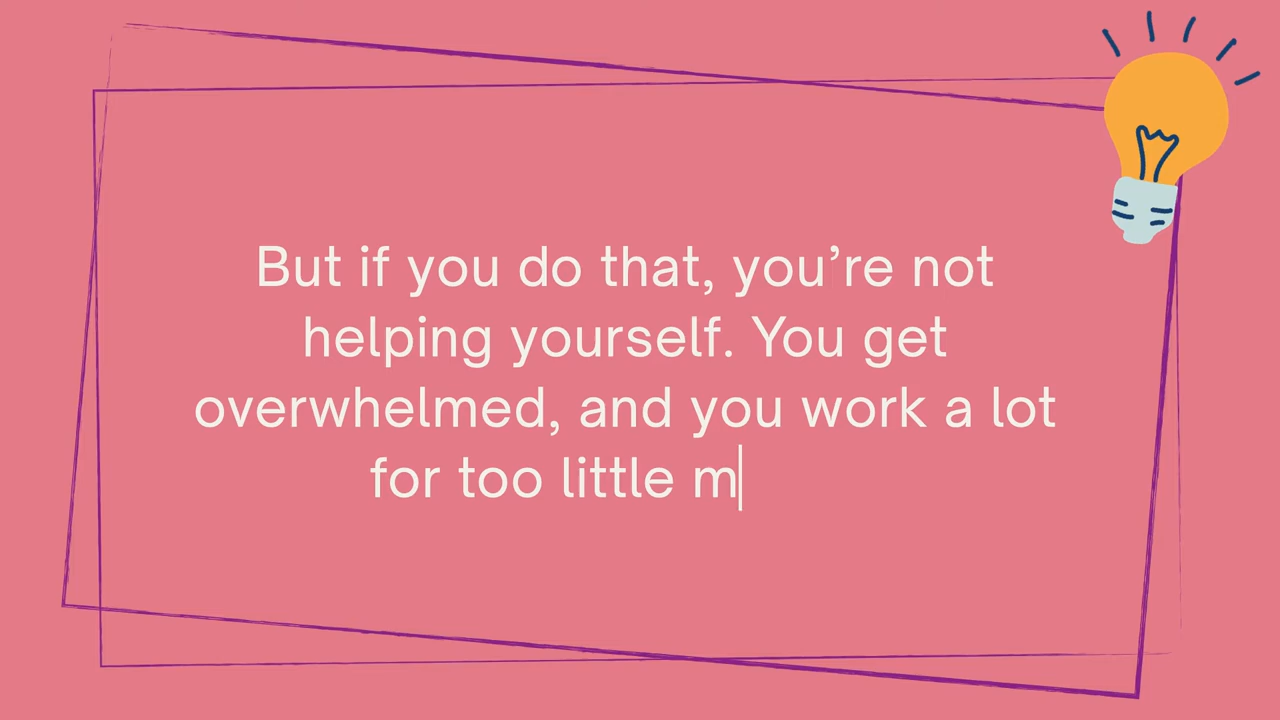 But if you do that, you’re not
helping yourself. You get
overwhelmed, and you work a lot
for too little m